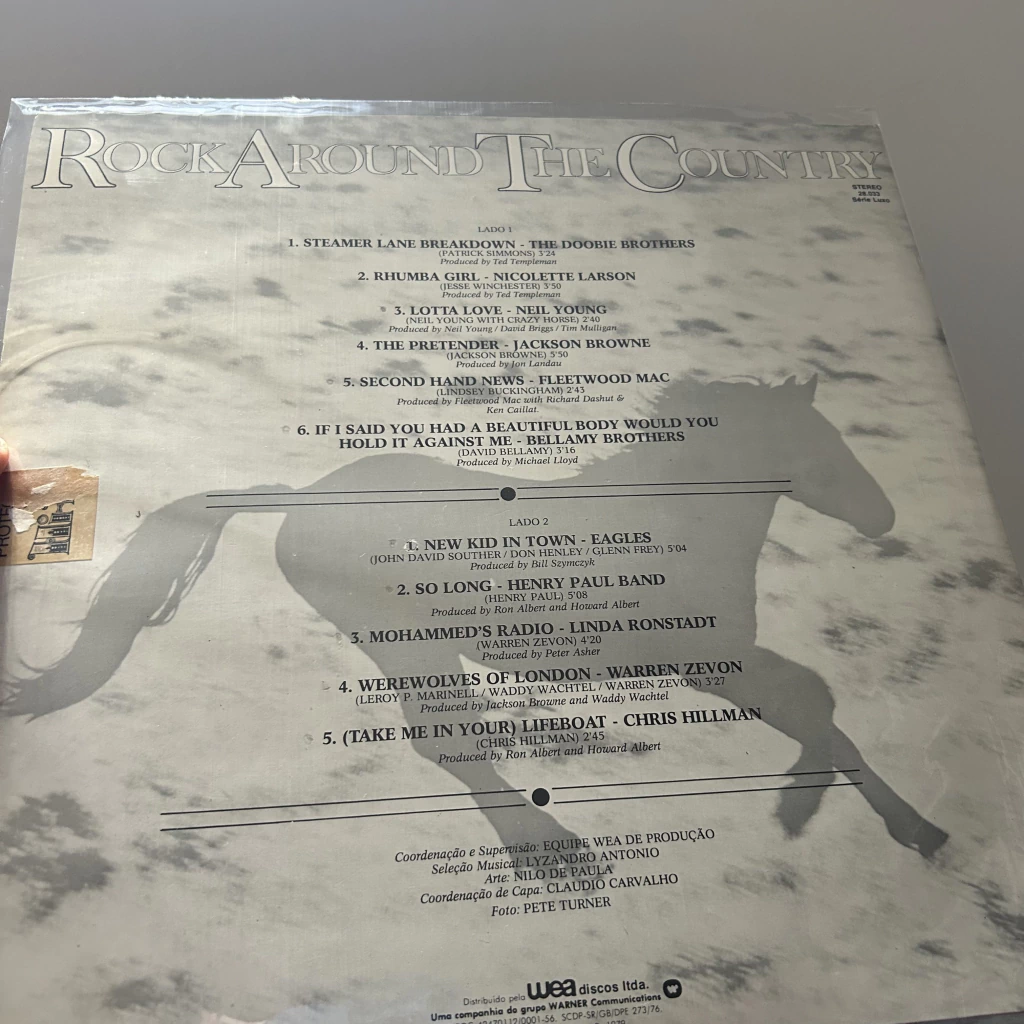 ROCK AROUND THE COUNTRY
STEREO
28.033
Série Luxo
LADO 1
1. STEAMER LANE BREAKDOWN - THE DOOBIE BROTHERS
(PATRICK SIMMONS) 3'24
Produced by Ted Templeman
2. RHUMBA GIRL - NICOLETTE LARSON
(JESSE WINCHESTER) 3'50
Produced by Ted Templeman
3. LOTTA LOVE - NEIL YOUNG
(NEIL YOUNG WITH CRAZY HORSE) 2'40
Produced by Neil Young / David Briggs / Tim Mulligan
4. THE PRETENDER - JACKSON BROWNE
(JACKSON BROWNE) 5'50
Produced by Jon Landau
5. SECOND HAND NEWS - FLEETWOOD MAC
(LINDSEY BUCKINGHAM) 2'43
Produced by Fleetwood Mac with Richard Dashut &
Ken Caillat.
6. IF I SAID YOU HAD A BEAUTIFUL BODY WOULD YOU
HOLD IT AGAINST ME - BELLAMY BROTHERS
(DAVID BELLAMY) 3'16
Produced by Michael Lloyd
LADO 2
1. NEW KID IN TOWN - EAGLES
(JOHN DAVID SOUTHER / DON HENLEY / GLENN FREY) 5'04
Produced by Bill Szymczyk
2. SO LONG - HENRY PAUL BAND
(HENRY PAUL) 5'08
Produced by Ron Albert and Howard Albert
3. MOHAMMED'S RADIO - LINDA RONSTADT
(WARREN ZEVON) 4'20
Produced by Peter Asher
4. WEREWOLVES OF LONDON - WARREN ZEVON
(LEROY P. MARINELL / WADDY WACHTEL / WARREN ZEVON) 3'27
Produced by Jackson Browne and Waddy Wachtel
5. (TAKE ME IN YOUR) LIFEBOAT - CHRIS HILLMAN
(CHRIS HILLMAN) 2'45
Produced by Ron Albert and Howard Albert
Coordenação e Supervisão: EQUIPE WEA DE PRODUÇÃO
Seleção Musical: LYZANDRO ANTONIO
Arte: NILO DE PAULA
Coordenação de Capa: CLAUDIO CARVALHO
Foto: PETE TURNER
Distribuído pela wea discos ltda.
Uma companhia do grupo WARNER Communications
SCDP-SR/GB/DPE 273/76.